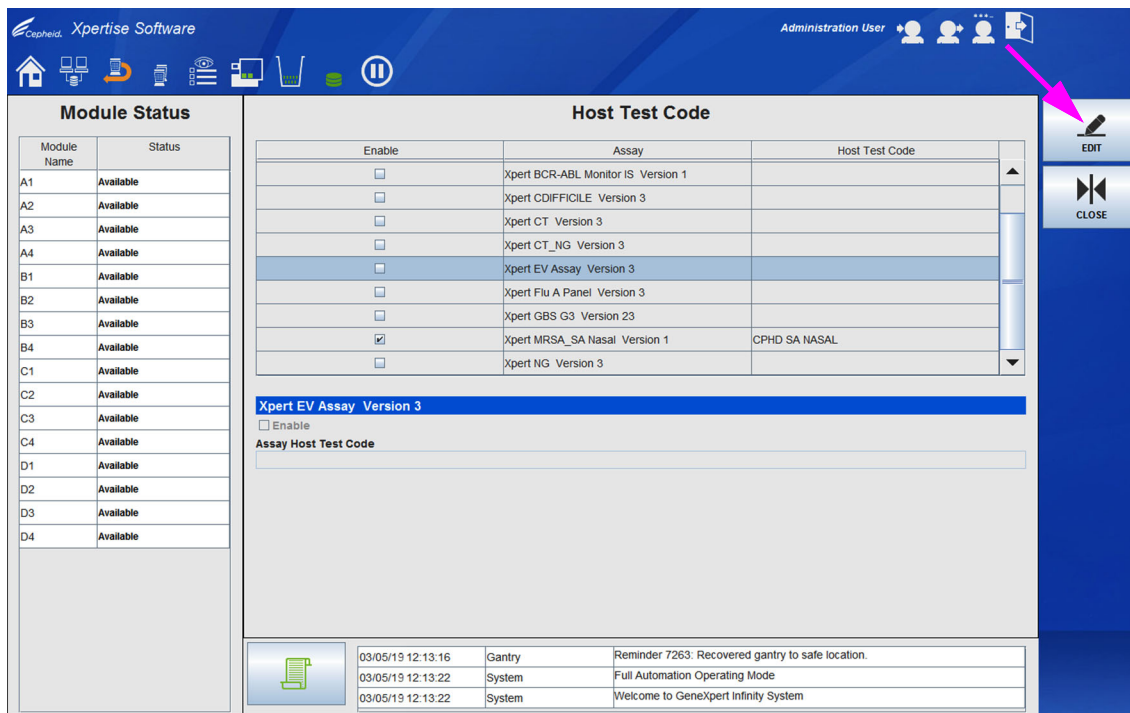 Cepheid. Xpertise Software
Administration User
Module Status
Module Name Status
A1 Available
A2 Available
A3 Available
A4 Available
B1 Available
B2 Available
B3 Available
B4 Available
C1 Available
C2 Available
C3 Available
C4 Available
D1 Available
D2 Available
D3 Available
D4 Available
Host Test Code
Enable Assay Host Test Code
Xpert BCR-ABL Monitor IS Version 1
Xpert CDIFFICILE Version 3
Xpert CT Version 3
Xpert CT_NG Version 3
Xpert EV Assay Version 3
Xpert Flu A Panel Version 3
Xpert GBS G3 Version 23
Xpert MRSA_SA Nasal Version 1 CPHD SA NASAL
Xpert NG Version 3
Xpert EV Assay Version 3
Enable
Assay Host Test Code
EDIT
CLOSE
03/05/19 12:13:16 Gantry Reminder 7263: Recovered gantry to safe location.
03/05/19 12:13:22 System Full Automation Operating Mode
03/05/19 12:13:22 System Welcome to GeneXpert Infinity System